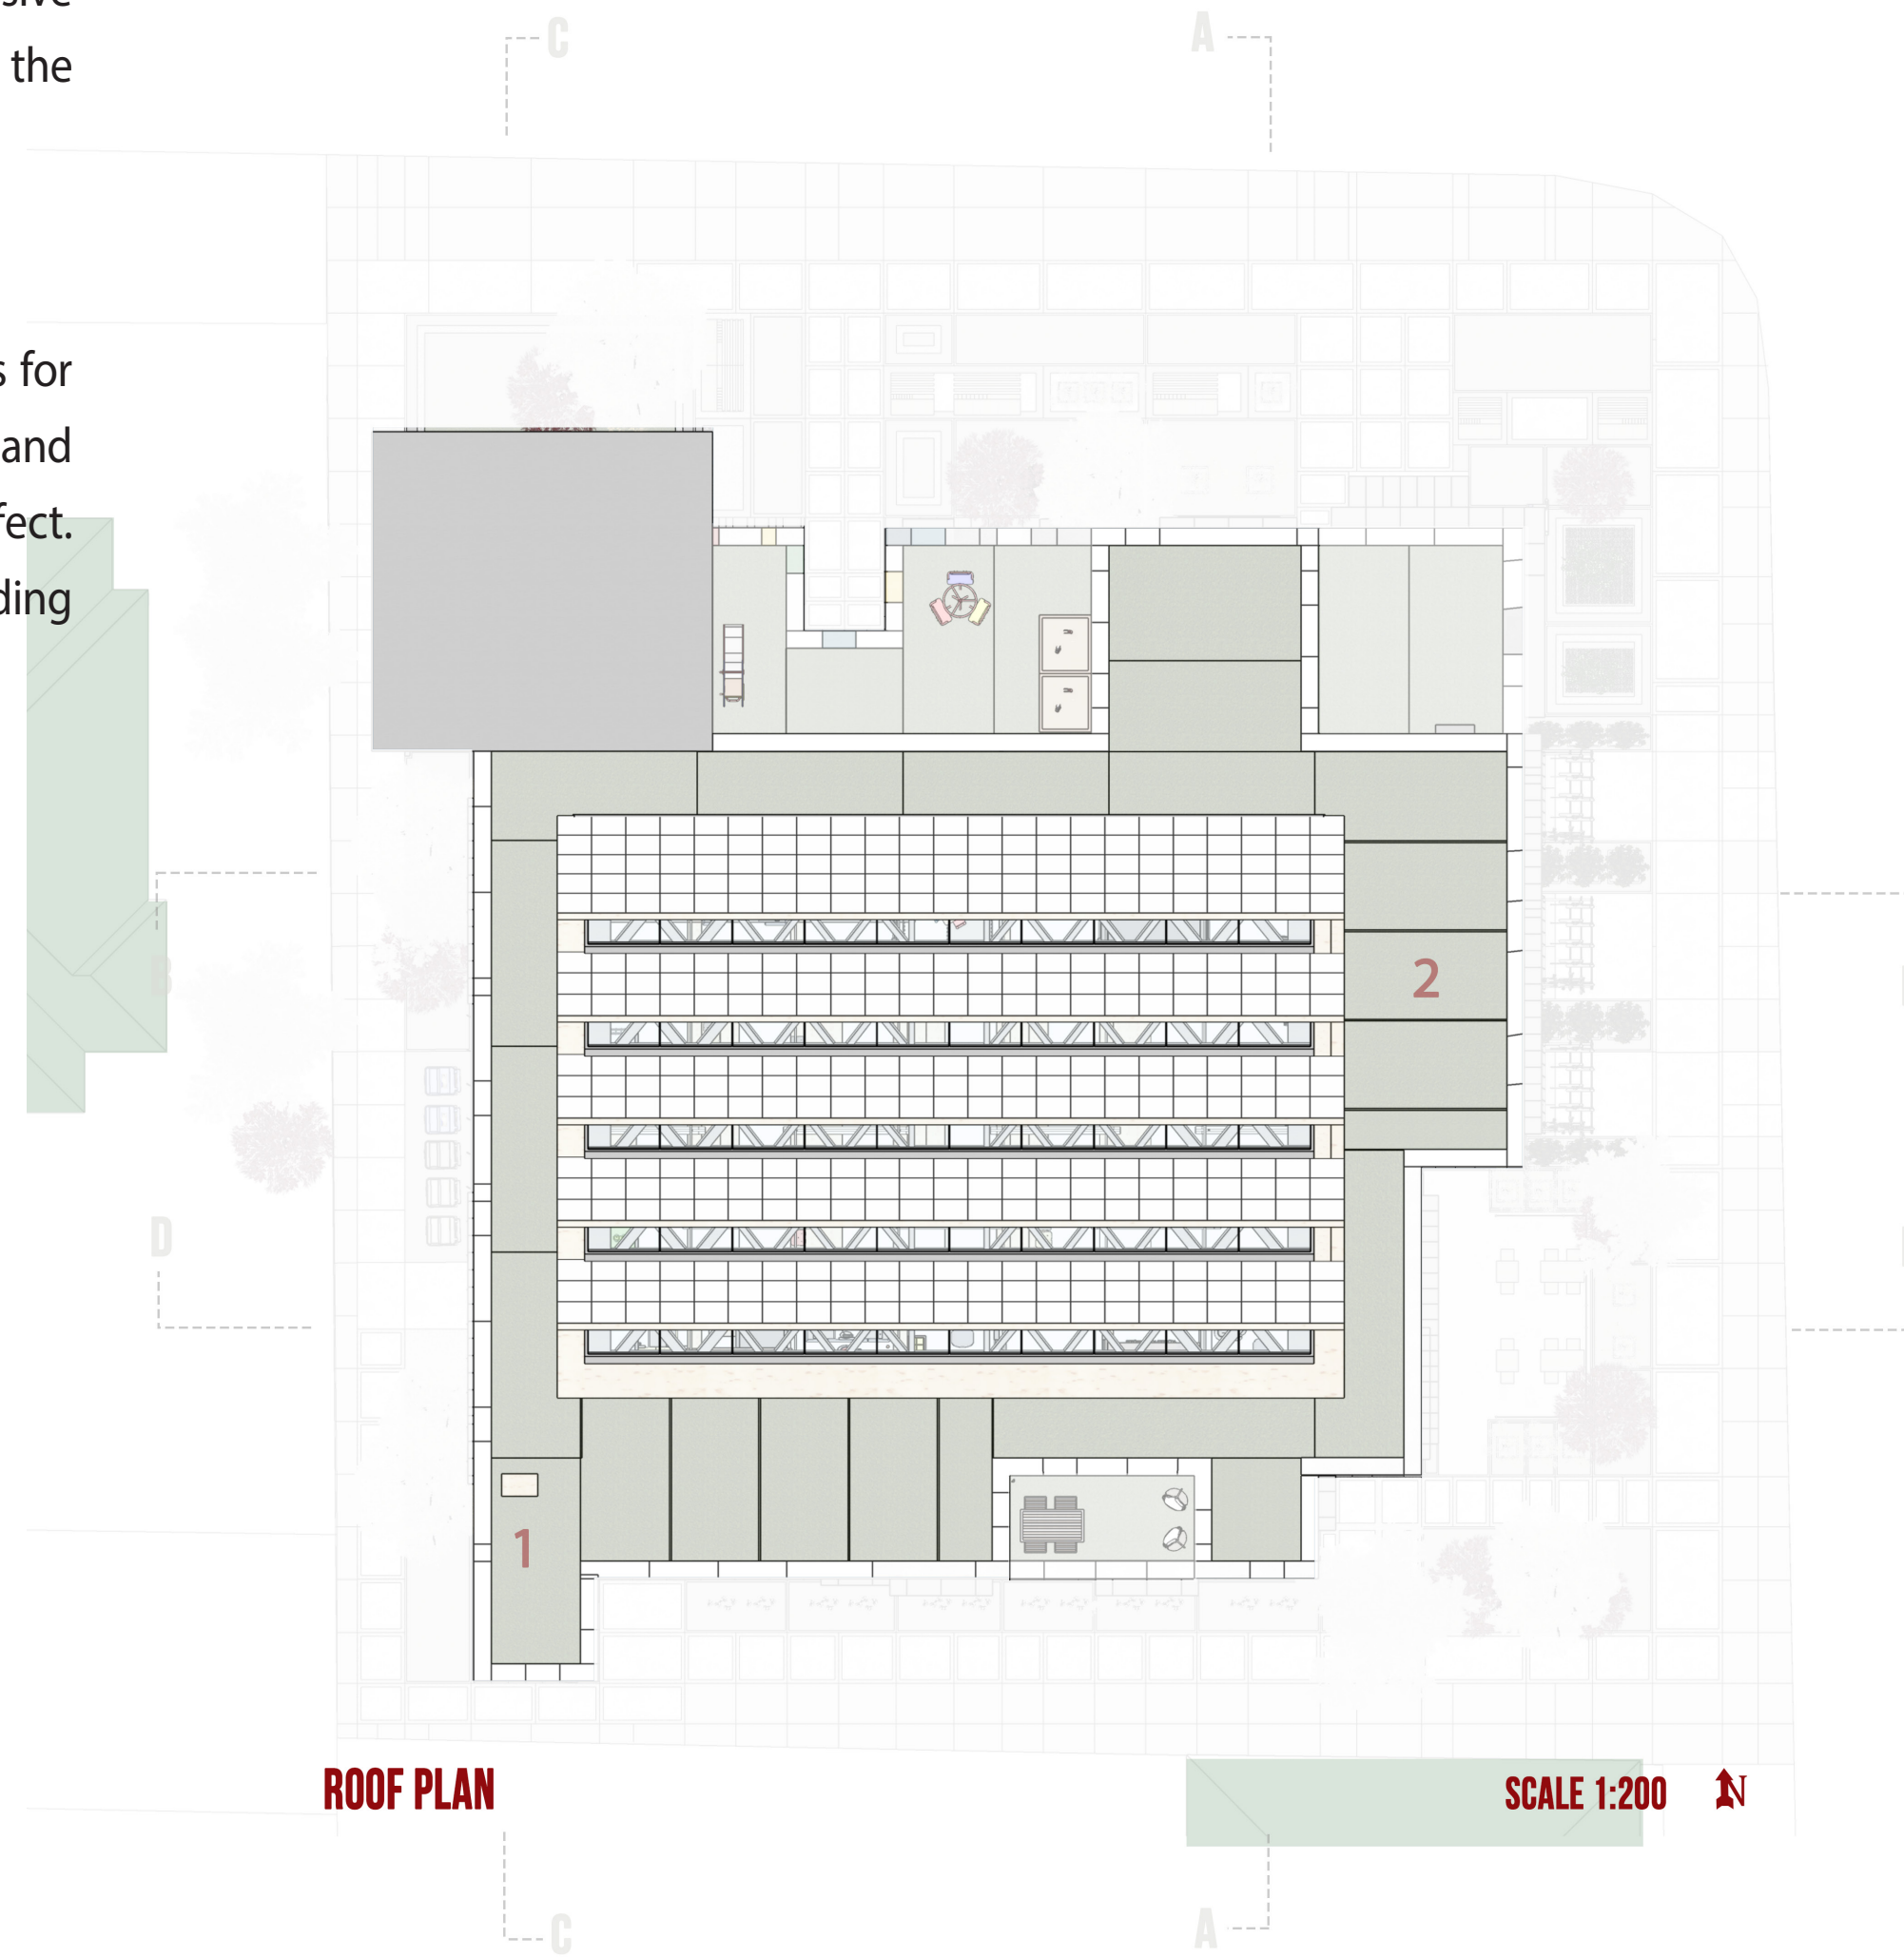 C
A
the
s for
and
fect.
ding
B
2
D
1
ROOF PLAN
SCALE 1:200
N
C
A